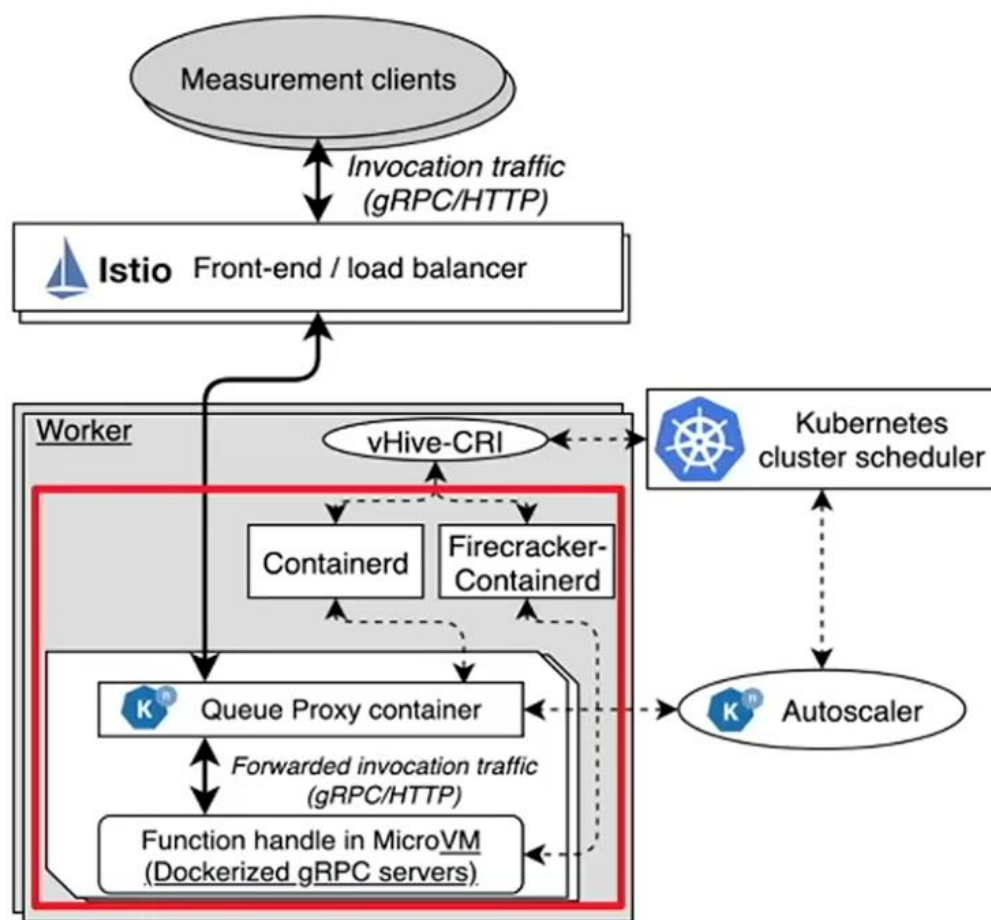 Measurement clients
Invocation traffic
(gRPC/HTTP)
Istio Front-end / load balancer
Worker
vHive-CRI
Kubernetes
cluster scheduler
Containerd
Firecracker-
Containerd
K n Queue Proxy container
K n Autoscaler
Forwarded invocation traffic
(gRPC/HTTP)
Function handle in MicroVM
(Dockerized gRPC servers)